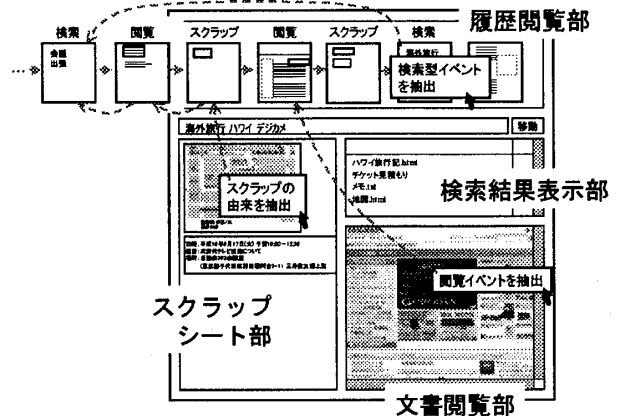 履歴閲覧部
検索
閲覧
スクラップ
閲覧
スクラップ
検索
会議
出張
海外旅行
検索型イベント
を抽出
海外旅行 ハワイ デジカメ
移動
ハワイ旅行記.html
チケット見積もり
メモ.txt
地図.html
スクラップの
由来を抽出
検索結果表示部
閲覧イベントを抽出
スクラップ
シート部
文書閲覧部